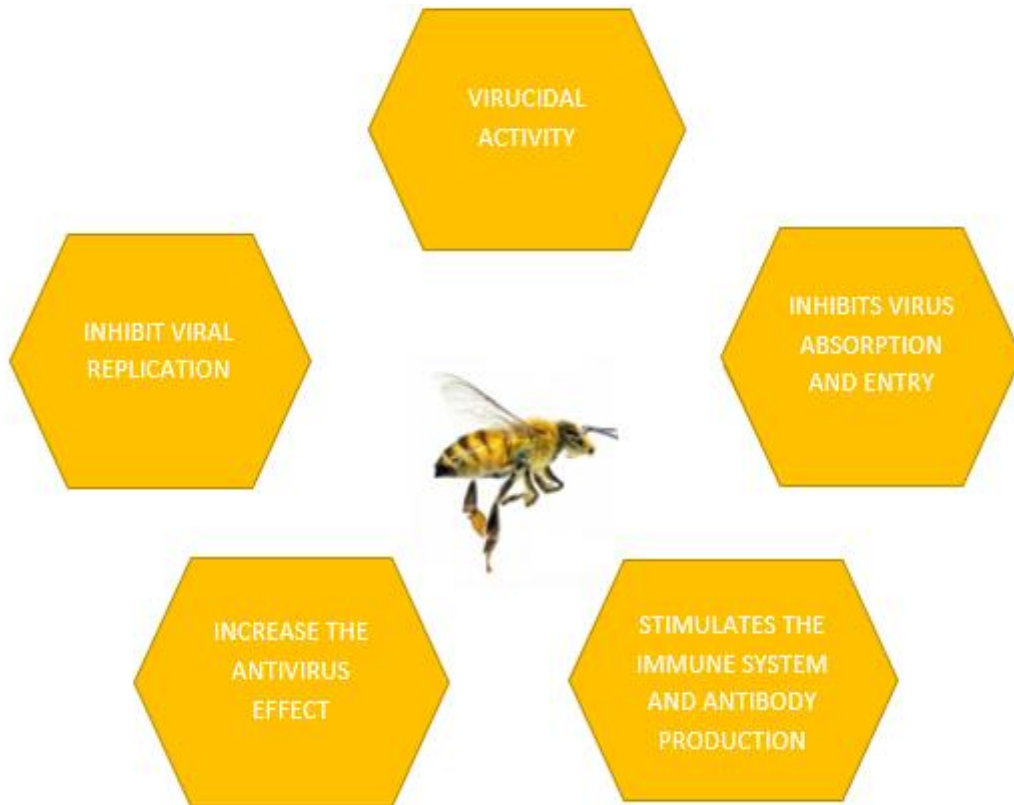 VIRUCIDAL
ACTIVITY
INHIBIT VIRAL
REPLICATION
INHIBITS VIRUS
ABSORPTION
AND ENTRY
INCREASE THE
ANTIVIRUS
EFFECT
STIMULATES THE
IMMUNE SYSTEM
AND ANTIBODY
PRODUCTION